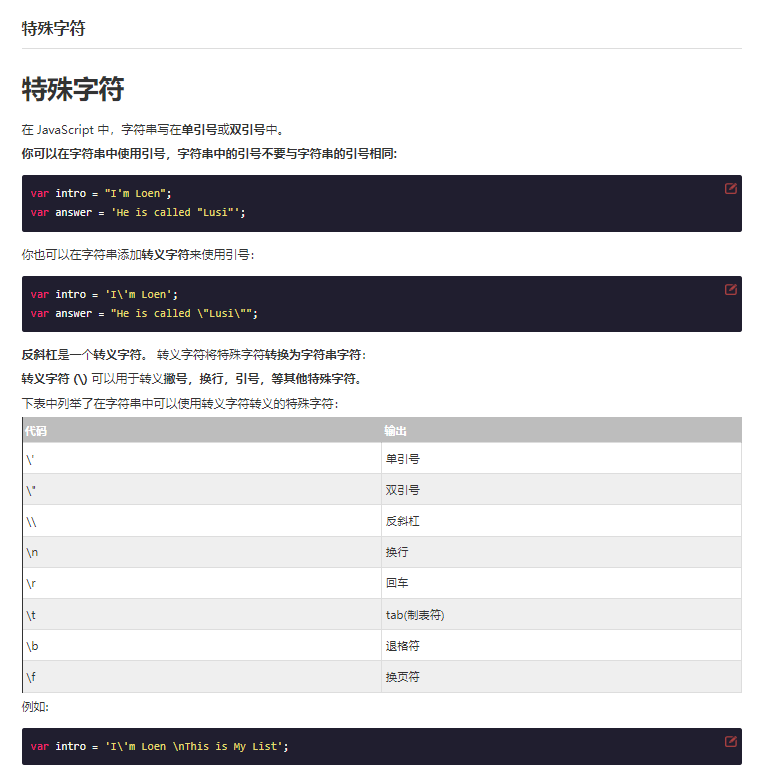 特殊字符
特殊字符
在 JavaScript 中，字符串写在单引号或双引号中。
你可以在字符串中使用引号，字符串中的引号不要与字符串的引号相同:
var intro = "I'm Loen";
var answer = 'He is called "Lusi"';
你也可以在字符串添加转义字符来使用引号：
var intro = 'I\'m Loen';
var answer = "He is called \"Lusi\"";
反斜杠是一个转义字符。 转义字符将特殊字符转换为字符串字符：
转义字符 (\) 可以用于转义撇号，换行，引号，等其他特殊字符。
下表中列举了在字符串中可以使用转义字符转义的特殊字符：
代码 输出
\' 单引号
\" 双引号
\\ 反斜杠
\n 换行
\r 回车
\t tab(制表符)
\b 退格符
\f 换页符
例如:
var intro = 'I\'m Loen \nThis is My List';